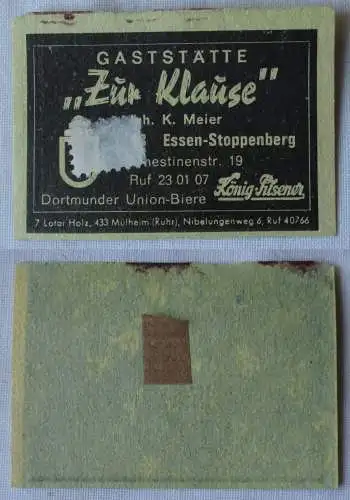 GASTSTÄTTE
„Zur Klause"
h. K. Meier
Essen-Stoppenberg
nestinenstr. 19
Ruf 23 01 07
Dortmunder Union-Biere König-Pilsener
7 Lotar Holz, 433 Mülheim (Ruhr), Nibelungenweg 6, Ruf 40766